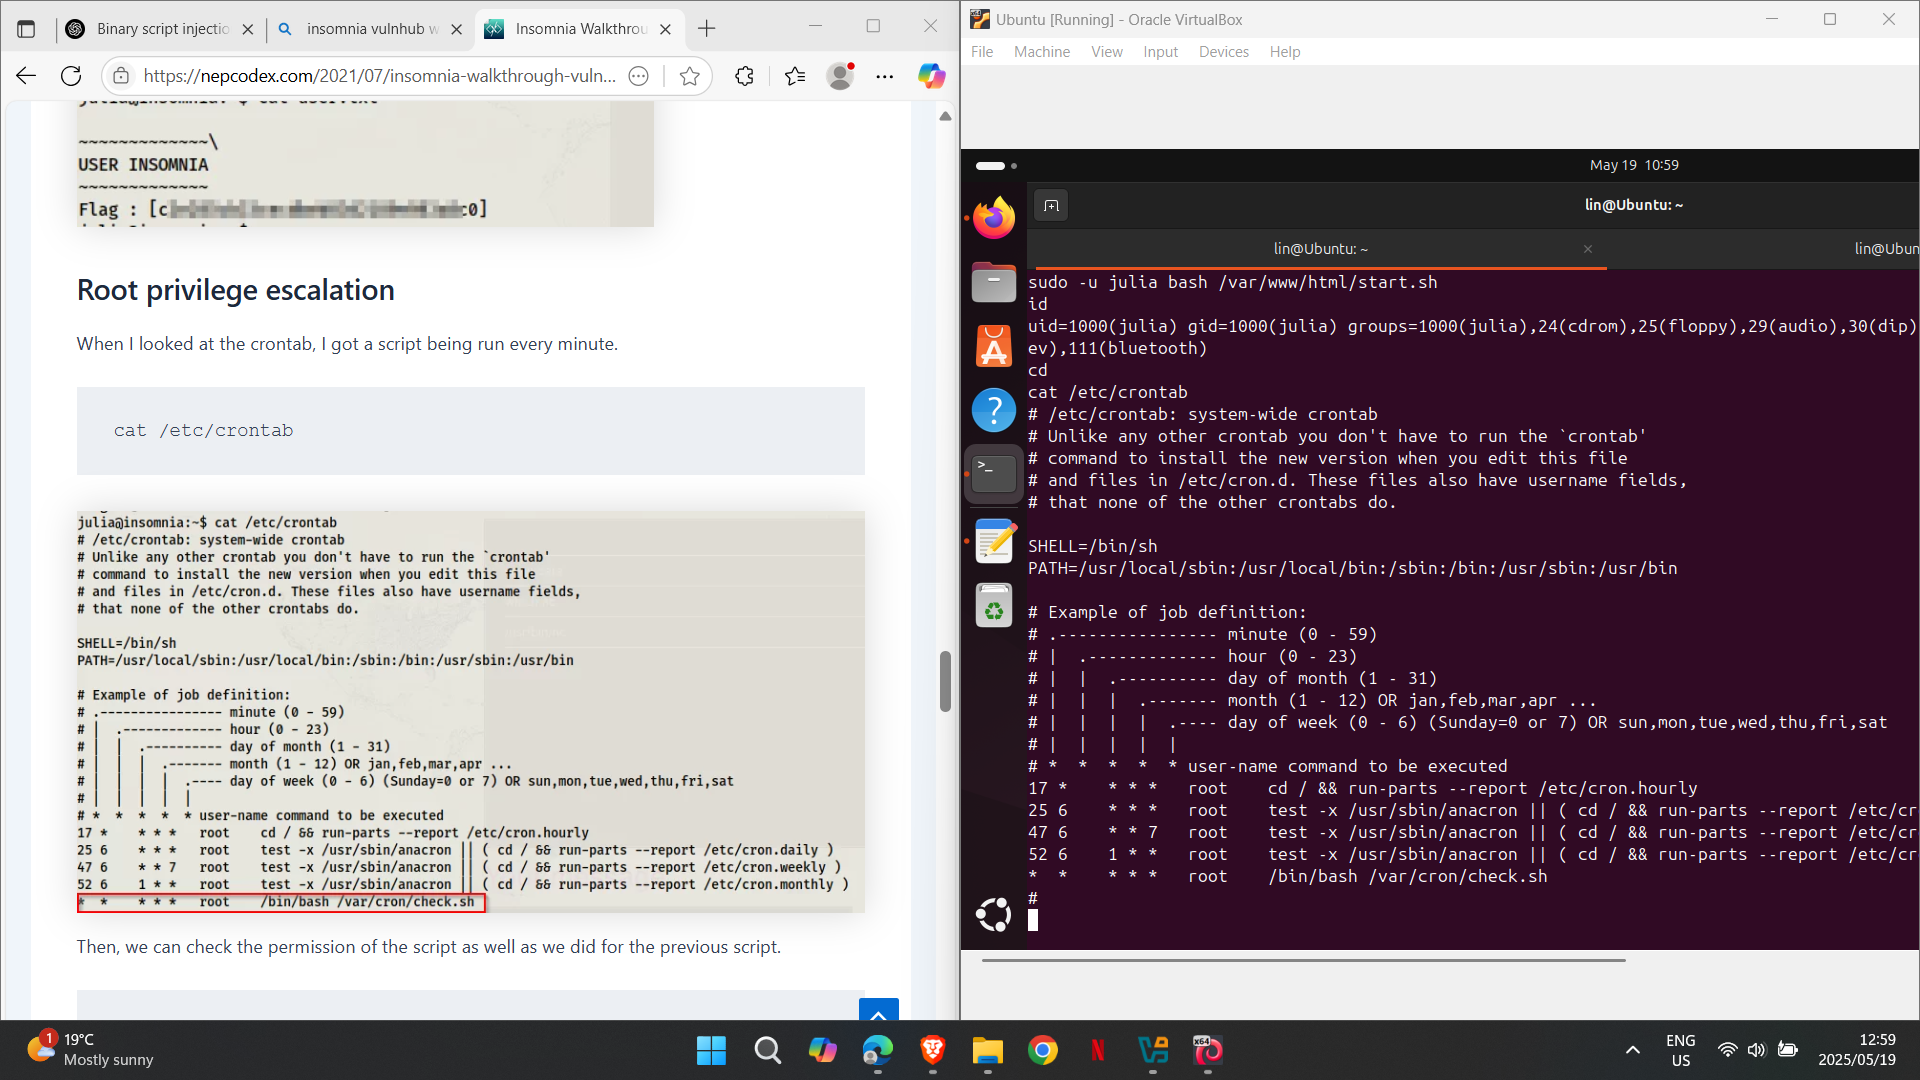 Binary script injectio
insomnia vulnhub w
Insomnia Walkthrou
https://nepcodex.com/2021/07/insomnia-walkthrough-vuln...
~~~~~~~~~~~~~\
USER INSOMNIA
~~~~~~~~~~~~~
Flag : [c
c0]
Root privilege escalation
When I looked at the crontab, I got a script being run every minute.
cat /etc/crontab
julia@insomnia:~$ cat /etc/crontab
# /etc/crontab: system-wide crontab
# Unlike any other crontab you don't have to run the `crontab'
# command to install the new version when you edit this file
# and files in /etc/cron.d. These files also have username fields,
# that none of the other crontabs do.
SHELL=/bin/sh
PATH=/usr/local/sbin:/usr/local/bin:/sbin:/bin:/usr/sbin:/usr/bin
# Example of job definition:
# .---------------- minute (0 - 59)
# |  .------------- hour (0 - 23)
# |  |  .---------- day of month (1 - 31)
# |  |  |  .------- month (1 - 12) OR jan,feb,mar,apr ...
# |  |  |  |  .---- day of week (0 - 6) (Sunday=0 or 7) OR sun,mon,tue,wed,thu,fri,sat
# |  |  |  |  |
# *  *  *  *  * user-name command to be executed
17 *    * * *   root    cd / && run-parts --report /etc/cron.hourly
25 6    * * *   root    test -x /usr/sbin/anacron || ( cd / && run-parts --report /etc/cron.daily )
47 6    * * 7   root    test -x /usr/sbin/anacron || ( cd / && run-parts --report /etc/cron.weekly )
52 6    1 * *   root    test -x /usr/sbin/anacron || ( cd / && run-parts --report /etc/cron.monthly )
*  *    * * *   root    /bin/bash /var/cron/check.sh
Then, we can check the permission of the script as well as we did for the previous script.
Ubuntu [Running] - Oracle VirtualBox
File Machine View Input Devices Help
May 19 10:59
lin@Ubuntu: ~
lin@Ubuntu: ~
lin@Ubun
sudo -u julia bash /var/www/html/start.sh
id
uid=1000(julia) gid=1000(julia) groups=1000(julia),24(cdrom),25(floppy),29(audio),30(dip)
ev),111(bluetooth)
cd
cat /etc/crontab
# /etc/crontab: system-wide crontab
# Unlike any other crontab you don't have to run the `crontab'
# command to install the new version when you edit this file
# and files in /etc/cron.d. These files also have username fields,
# that none of the other crontabs do.
SHELL=/bin/sh
PATH=/usr/local/sbin:/usr/local/bin:/sbin:/bin:/usr/sbin:/usr/bin
# Example of job definition:
# .---------------- minute (0 - 59)
# |  .------------- hour (0 - 23)
# |  |  .---------- day of month (1 - 31)
# |  |  |  .------- month (1 - 12) OR jan,feb,mar,apr ...
# |  |  |  |  .---- day of week (0 - 6) (Sunday=0 or 7) OR sun,mon,tue,wed,thu,fri,sat
# |  |  |  |  |
# *  *  *  *  * user-name command to be executed
17 *    * * *   root    cd / && run-parts --report /etc/cron.hourly
25 6    * * *   root    test -x /usr/sbin/anacron || ( cd / && run-parts --report /etc/cr
47 6    * * 7   root    test -x /usr/sbin/anacron || ( cd / && run-parts --report /etc/cr
52 6    1 * *   root    test -x /usr/sbin/anacron || ( cd / && run-parts --report /etc/cr
*  *    * * *   root    /bin/bash /var/cron/check.sh
#
1
19°C
Mostly sunny
x64
ENG
US
12:59
2025/05/19